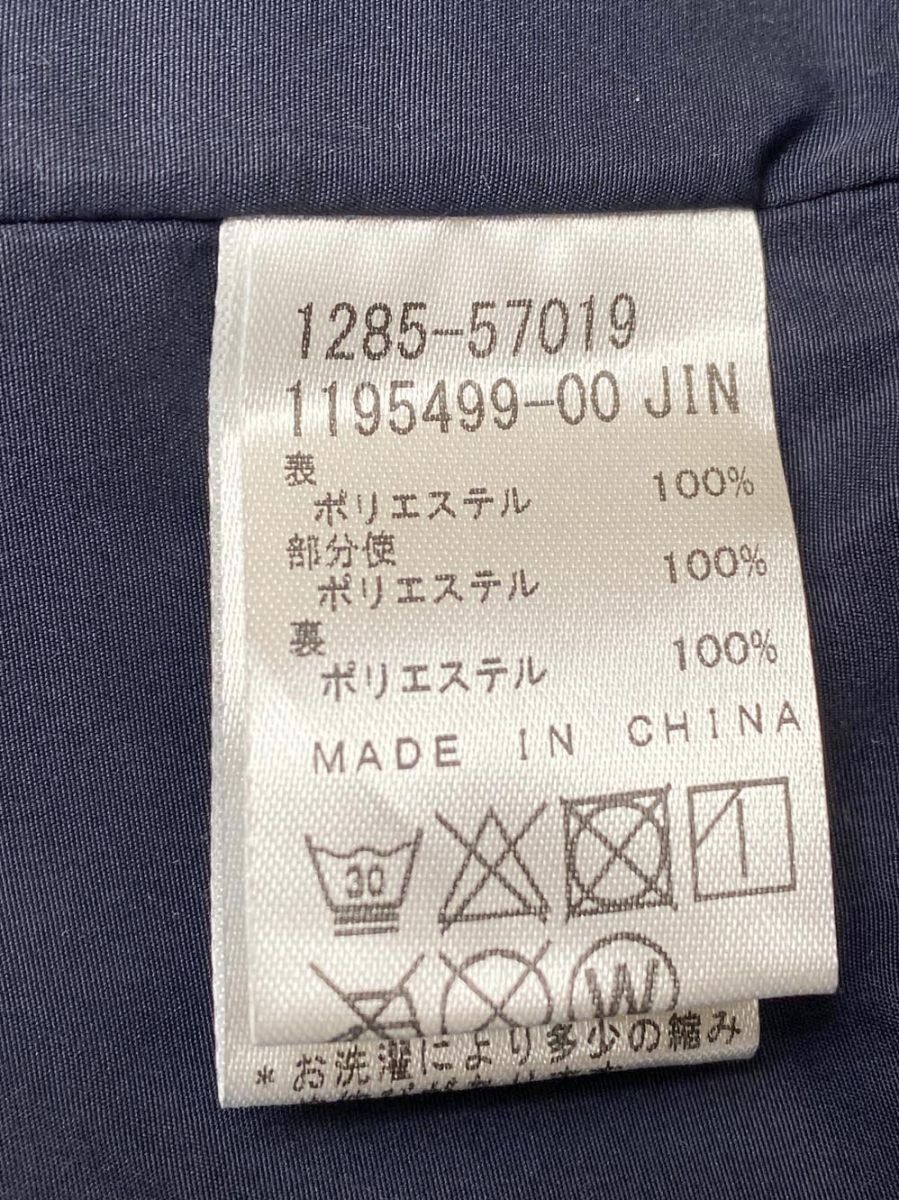 1285-57019
1195499-00 JIN
表
ポリエステル 100%
部分使
ポリエステル 100%
裏
ポリエステル 100%
MADE IN CHINA
30
W
*お洗濯により多少の縮み